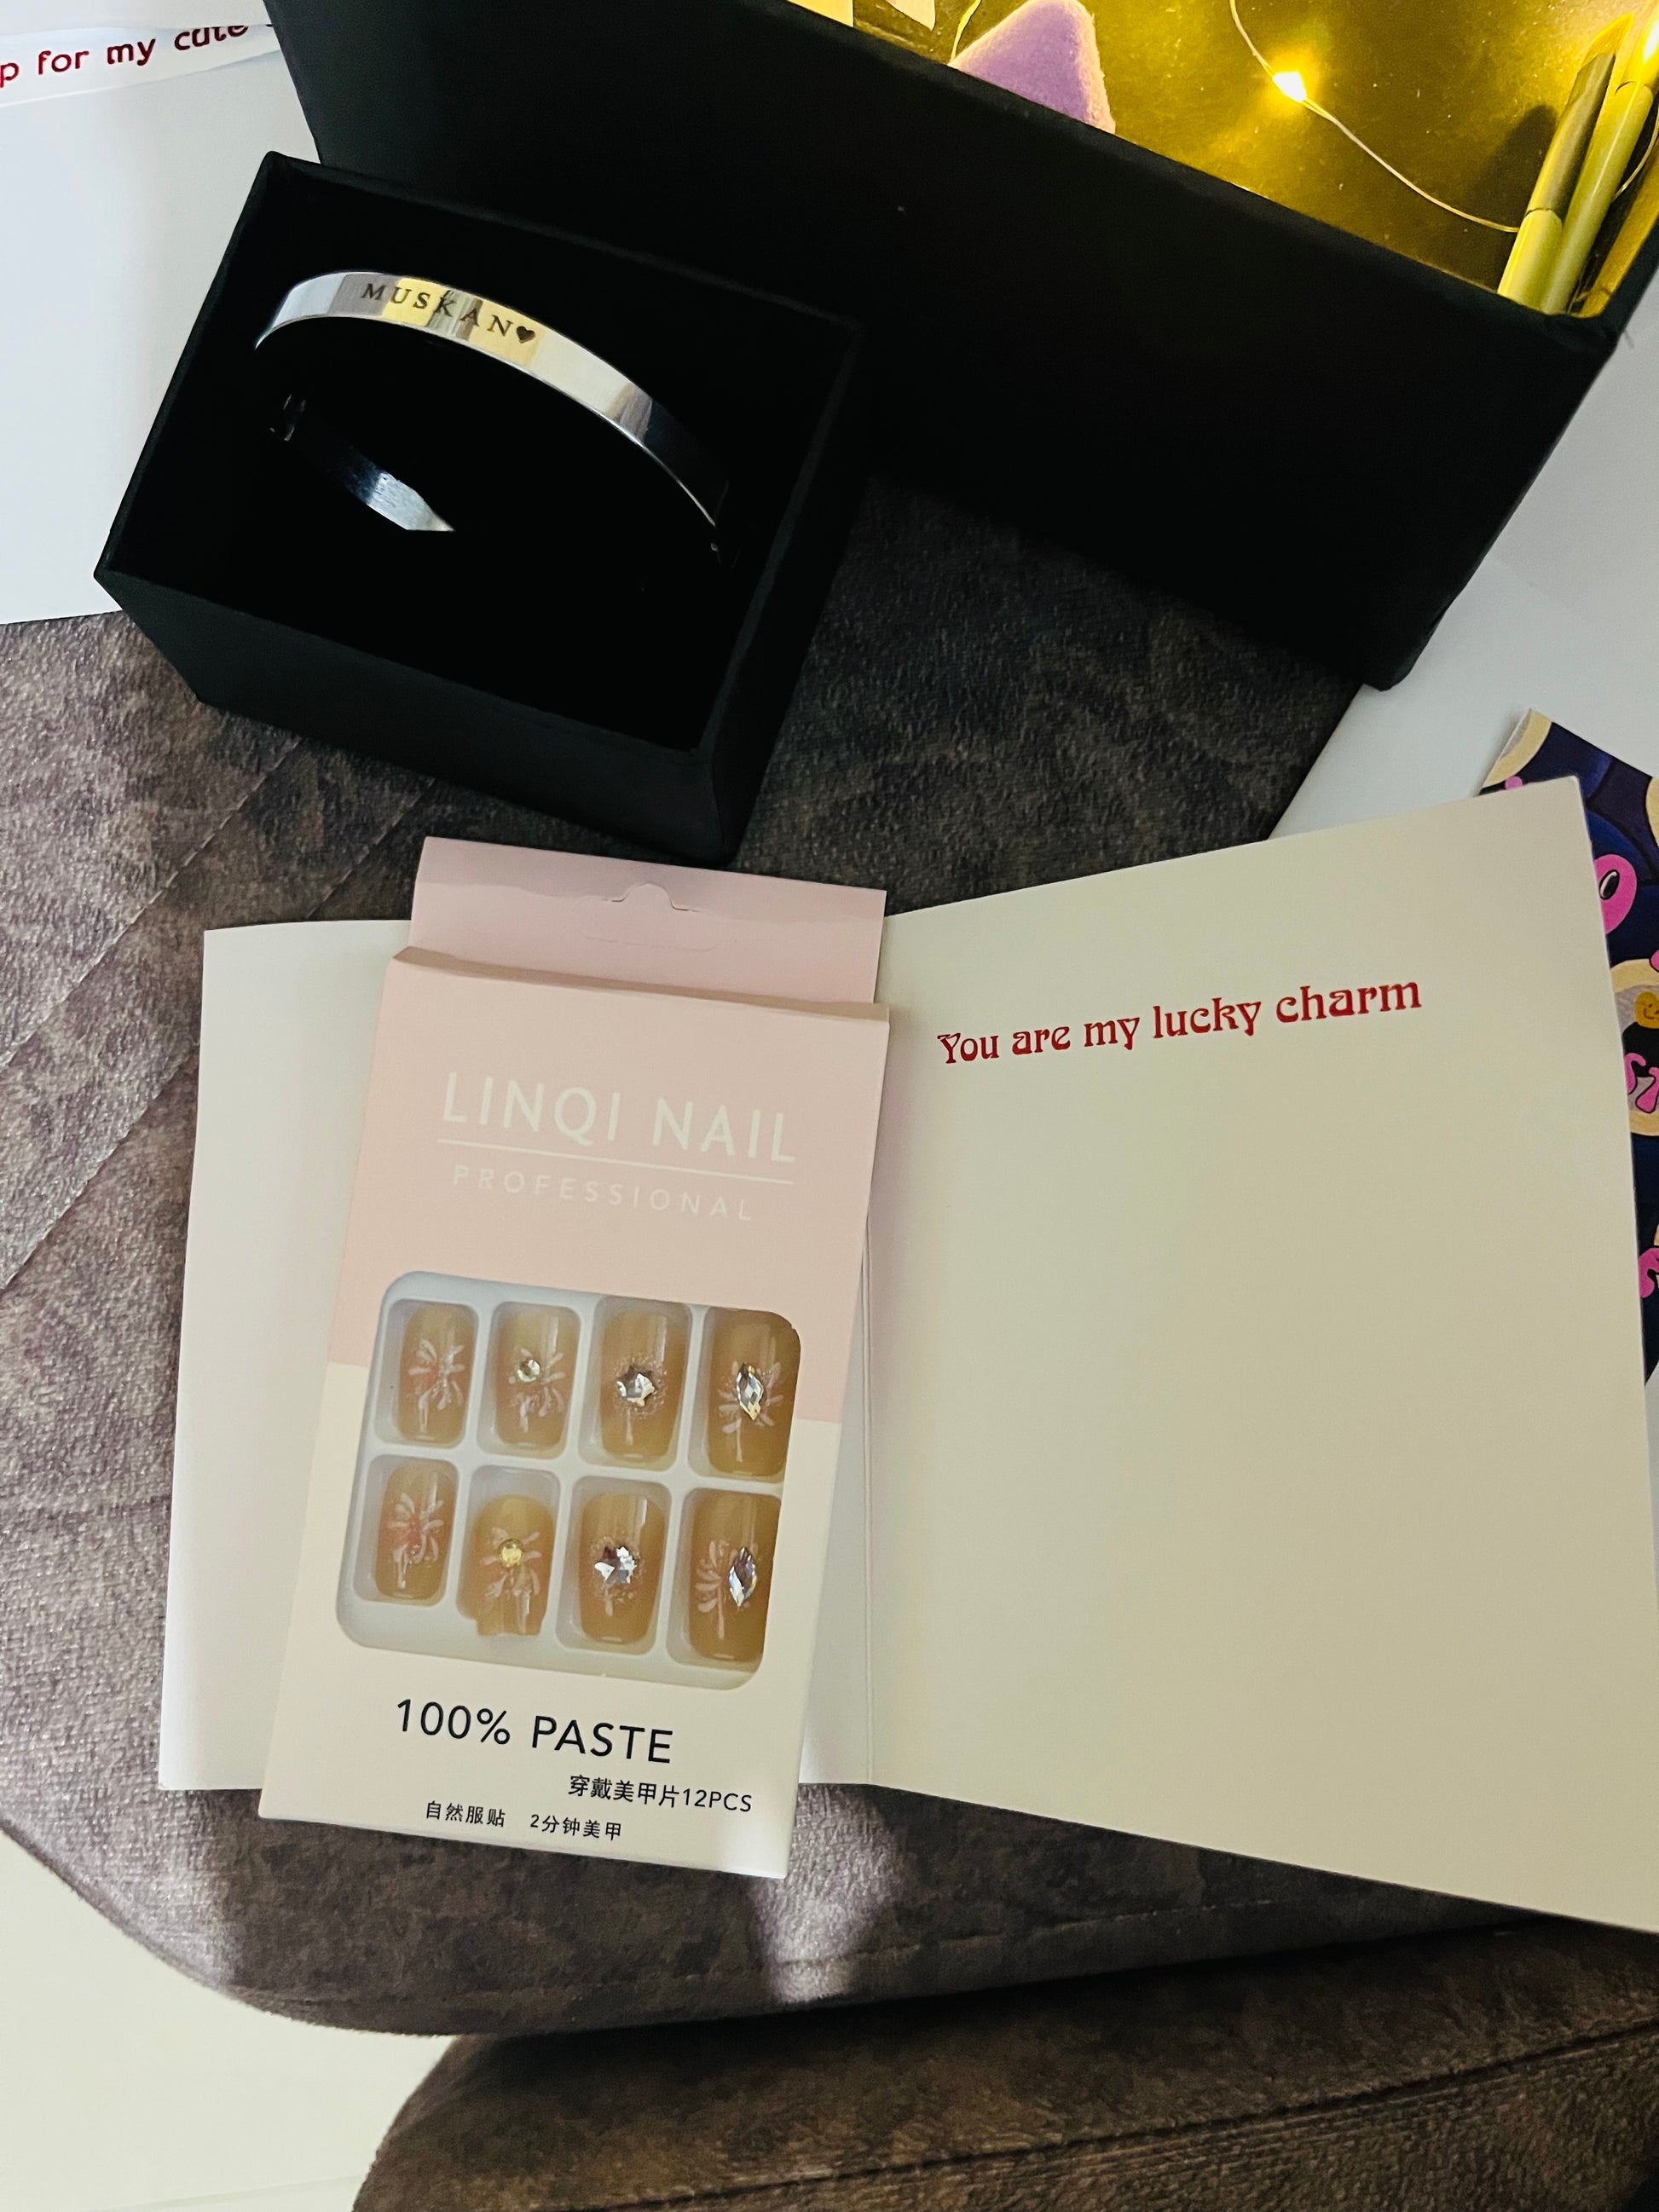 p for my cute
MUSKAN♥
You are my lucky charm
LINQI NAIL
PROFESSIONAL
100% PASTE
穿戴美甲片12PCS
自然服贴 2分钟美甲